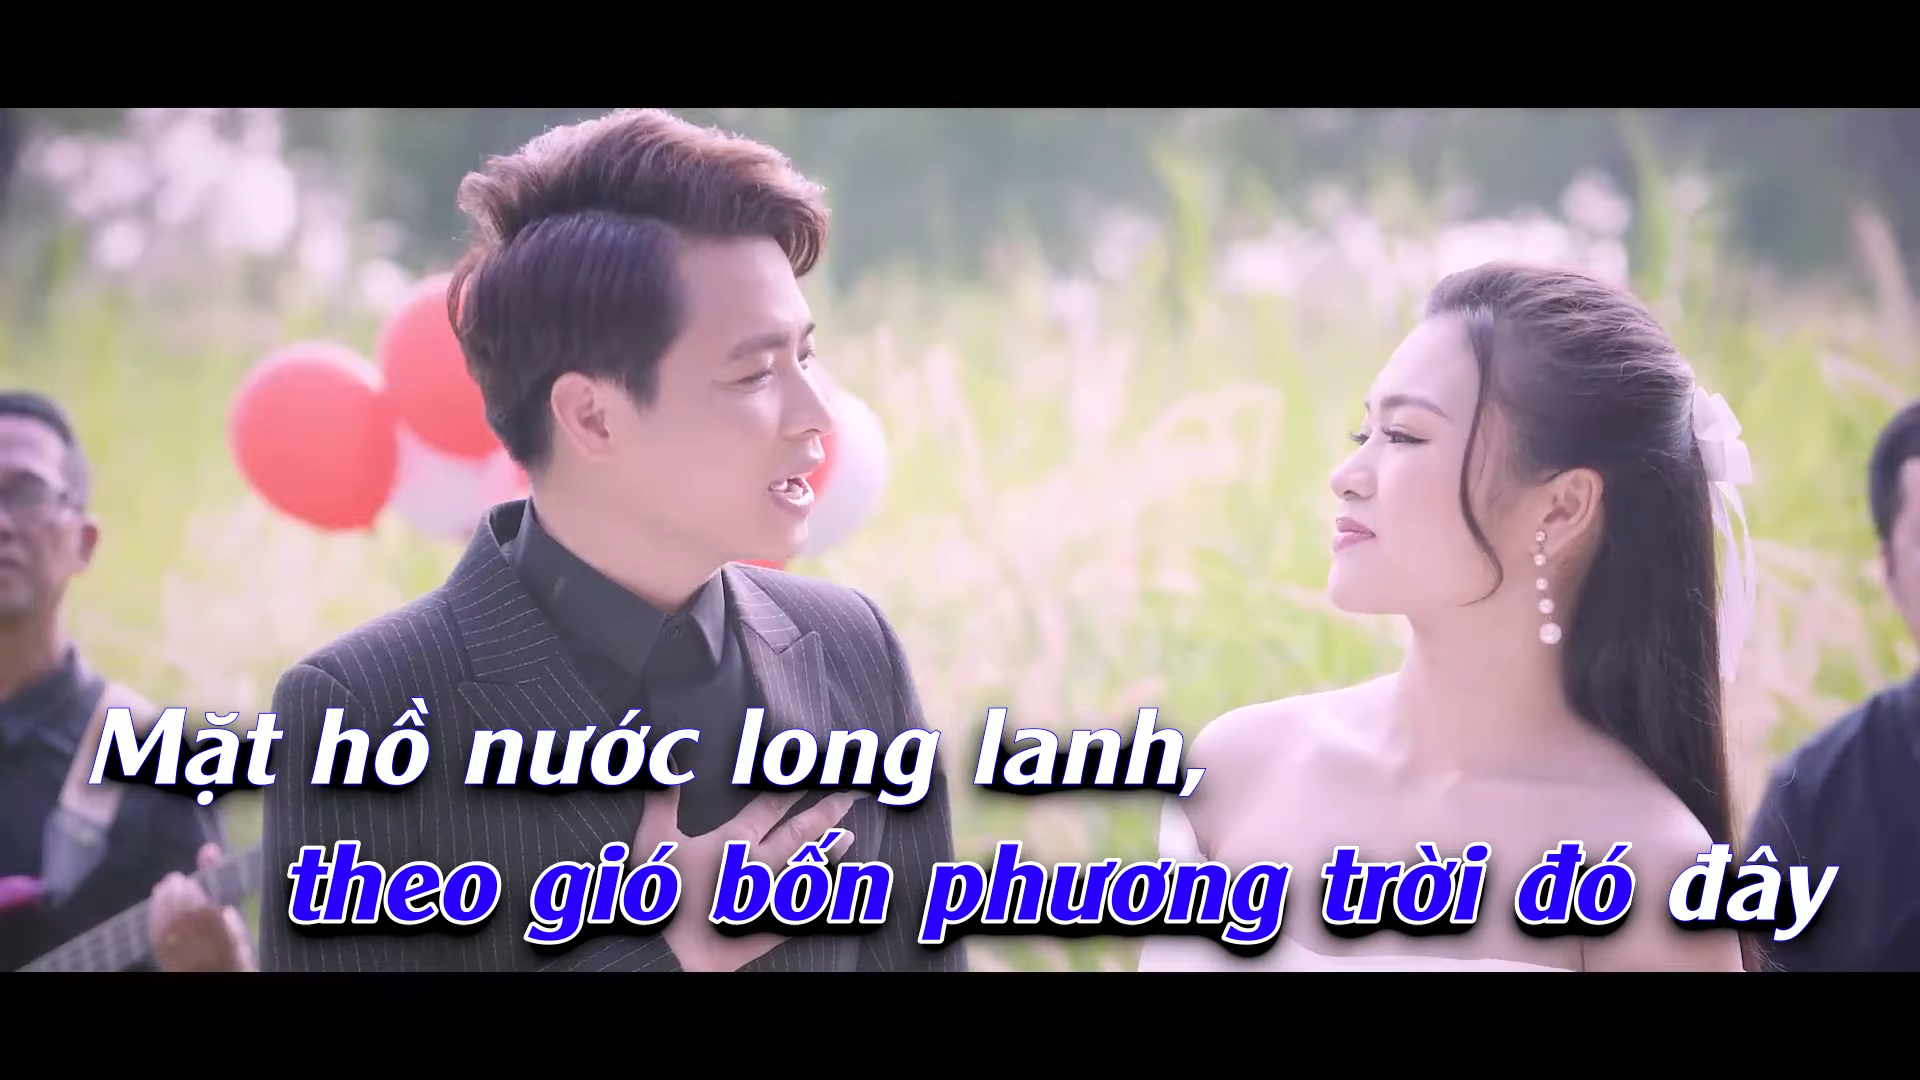 Mặt hồ nước long lanh,
theo gió bốn phương trời đó đây